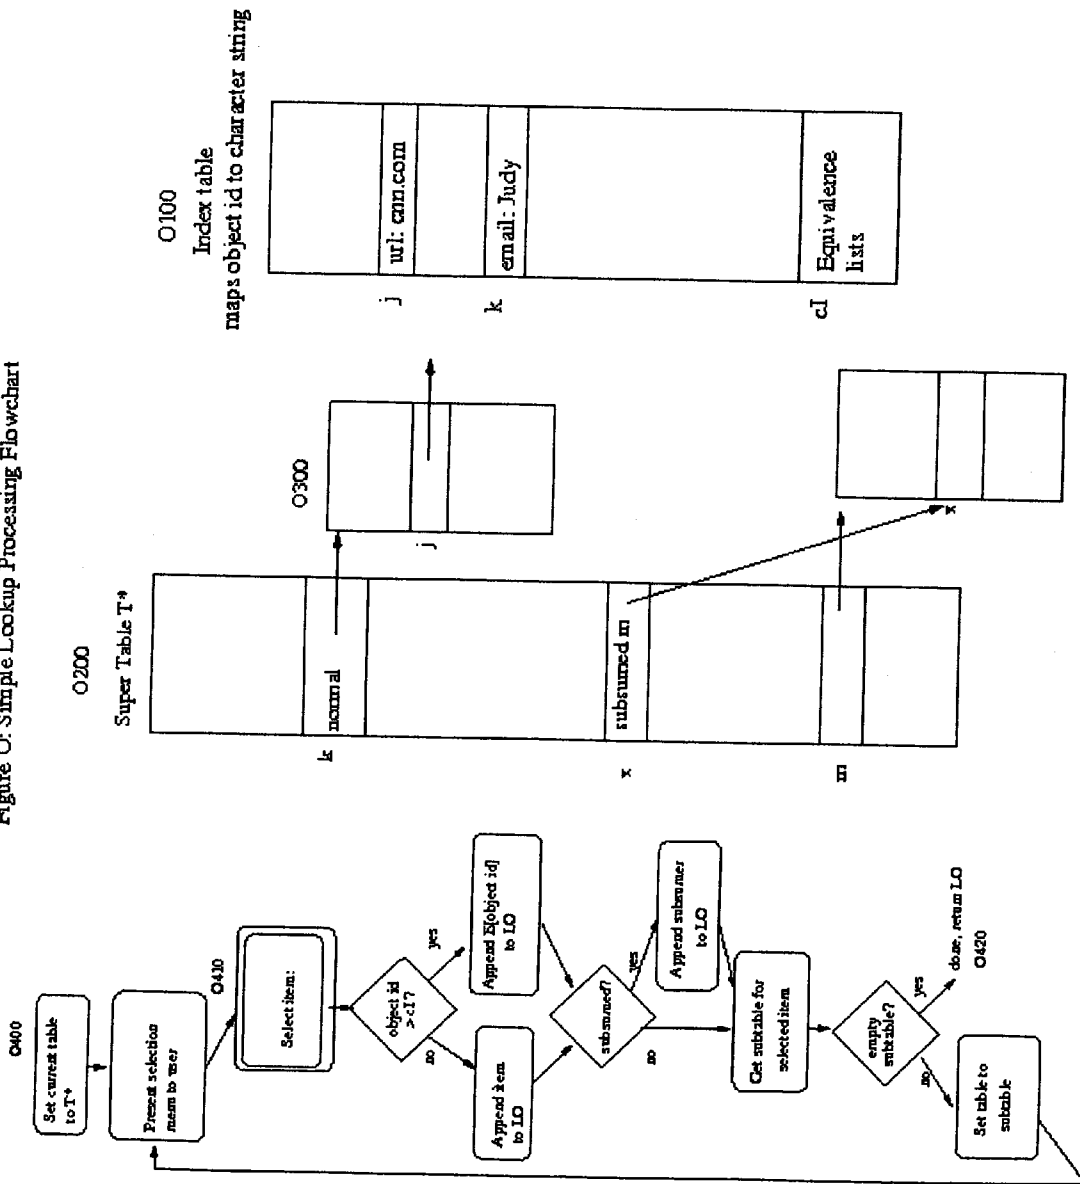 Figure O: Simple Lookup Processing Flowchart
O400
Set current table
to T*
Present selection
menu to user
O410
Select item:
object id
> cI ?
yes
no
Append E[object id]
to LO
Append item
to LO
subsumed?
yes
no
Append subsumer
to LO
Get subtable for
selected item
empty
subtable?
yes
no
done, return LO
O420
Set table to
subtable
O200
Super Table T*
k
normal
x
subsumed m
m
O300
j
x
O100
Index table
maps object id to character string
j
url: cnn.com
k
email: Judy
cI
Equivalence
lists